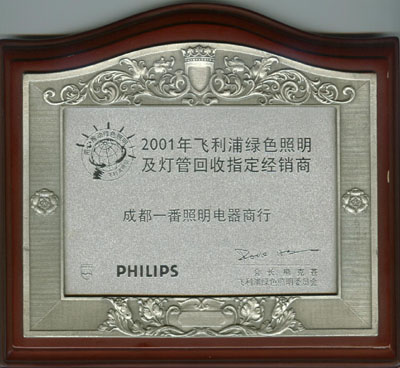 2001年飞利浦绿色照明
及灯管回收指定经销商
成都一番照明电器商行
PHILIPS
飞利浦绿色照明委员会